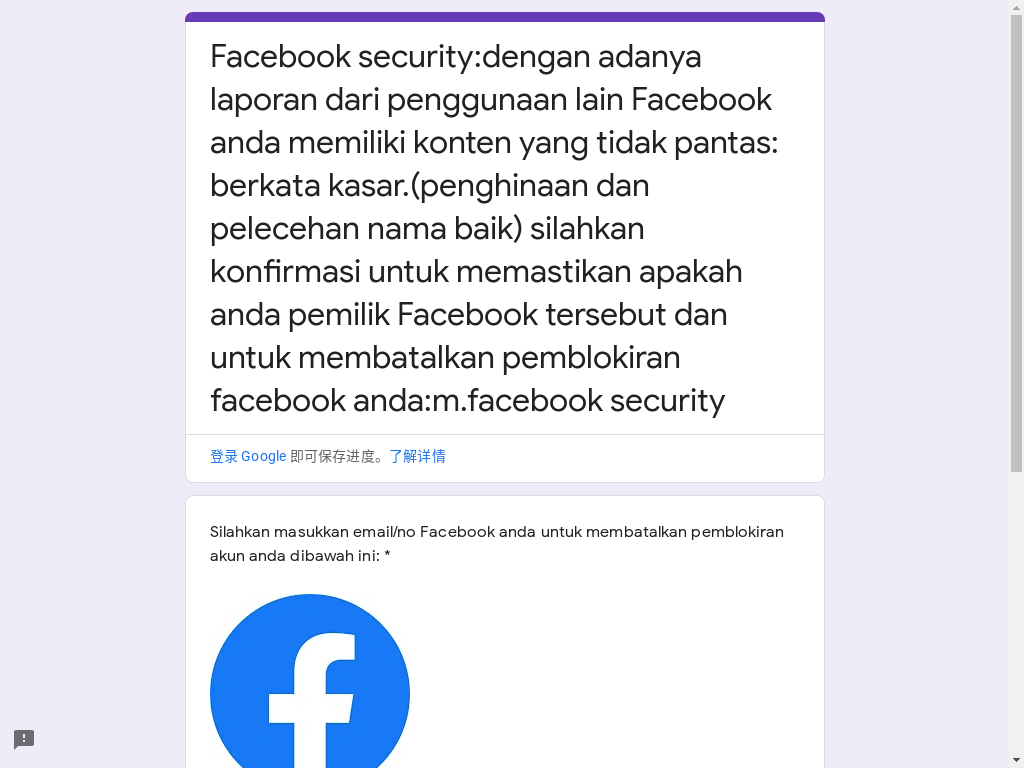 Facebook security:dengan adanya
laporan dari penggunaan lain Facebook
anda memiliki konten yang tidak pantas:
berkata kasar.(penghinaan dan
pelecehan nama baik) silahkan
konfirmasi untuk memastikan apakah
anda pemilik Facebook tersebut dan
untuk membatalkan pemblokiran
facebook anda:m.facebook security
登录 Google 即可保存进度。了解详情
Silahkan masukkan email/no Facebook anda untuk membatalkan pemblokiran
akun anda dibawah ini: *